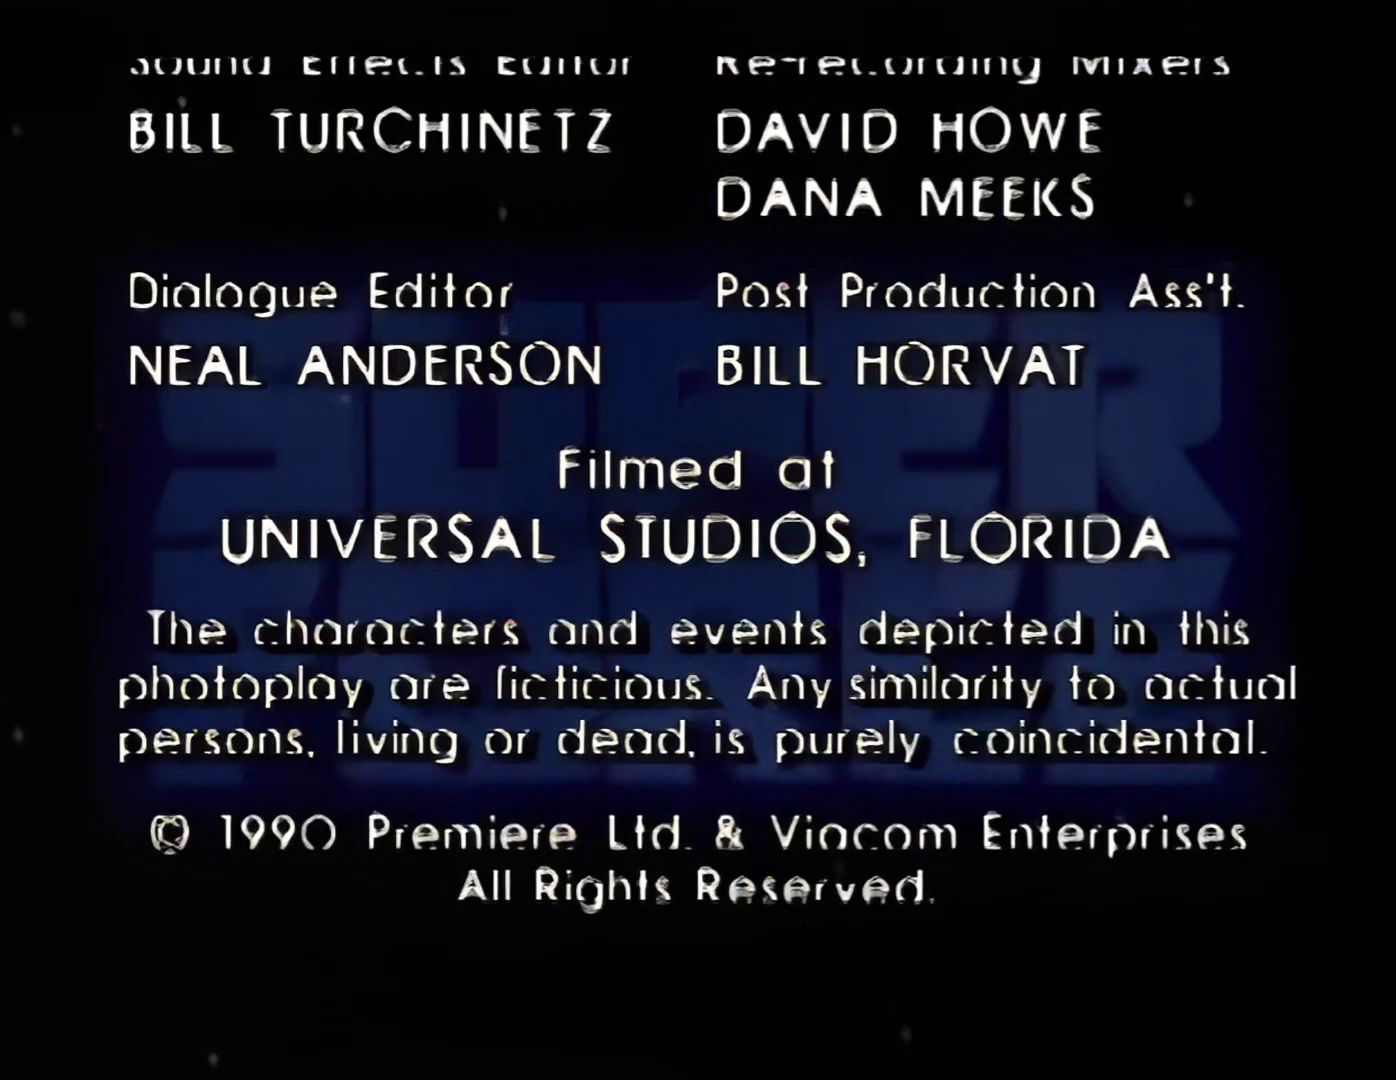 Sound Effects Editor Re-recording Mixers
BILL TURCHINETZ DAVID HOWE
DANA MEEKS
Dialogue Editor Post Production Ass't.
NEAL ANDERSON BILL HORVAT
Filmed at
UNIVERSAL STUDIOS, FLORIDA
The characters and events depicted in this
photoplay are ficticious. Any similarity to actual
persons, living or dead, is purely coincidental.
© 1990 Premiere Ltd. & Viacom Enterprises
All Rights Reserved.
SUPER
FORCE